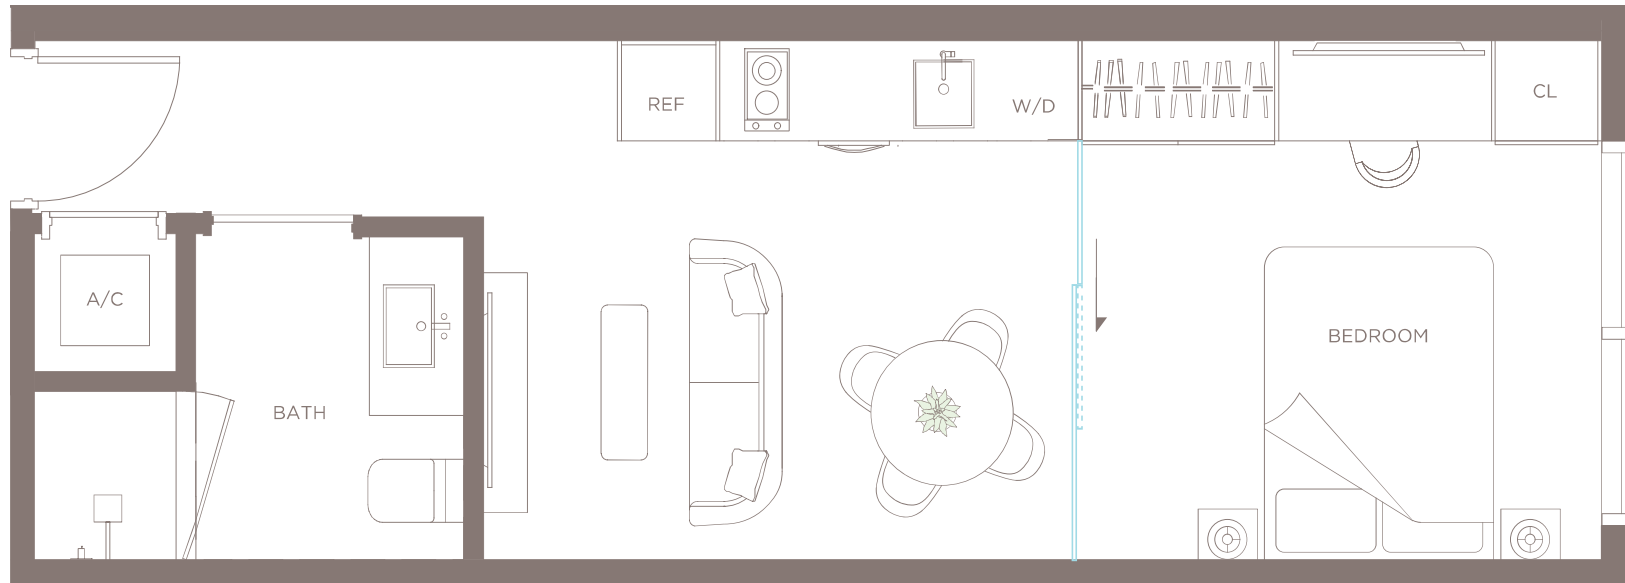 REF
W/D
CL
A/C
BEDROOM
BATH